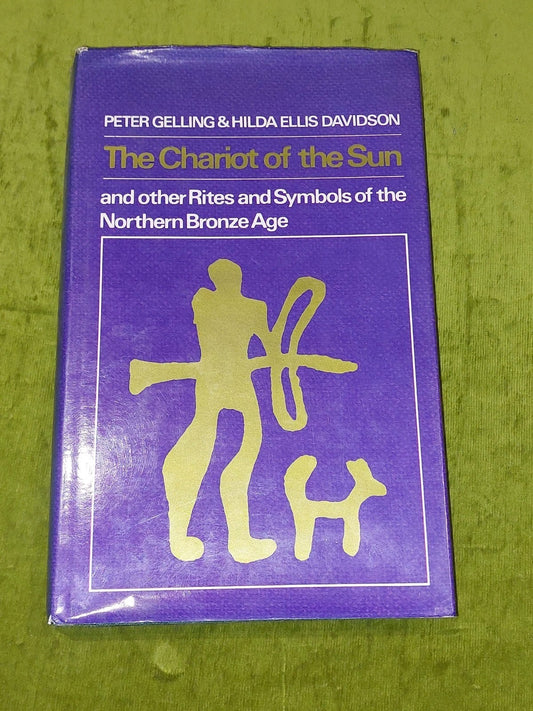 PETER GELLING & HILDA ELLIS DAVIDSON
The Chariot of the Sun
and other Rites and Symbols of the
Northern Bronze Age